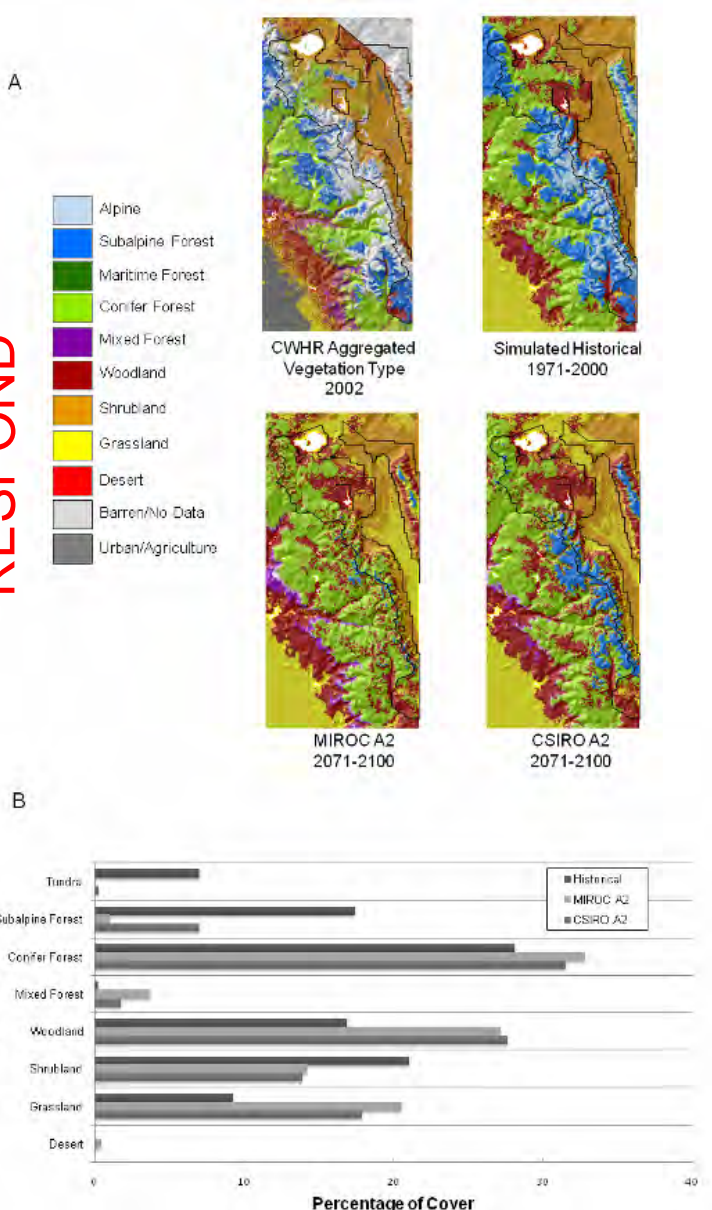 A
RESPOND
Alpine
Subalpine Forest
Maritime Forest
Conifer Forest
Mixed Forest
Woodland
Shrubland
Grassland
Desert
Barren/No Data
Urban/Agriculture
CWHR Aggregated
Vegetation Type
2002
Simulated Historical
1971-2000
MIROC A2
2071-2100
CSIRO A2
2071-2100
B
Tundra
Subalpine Forest
Conifer Forest
Mixed Forest
Woodland
Shrubland
Grassland
Desert
Historical
MIROC A2
CSIRO A2
0 10 20 30 40
Percentage of Cover